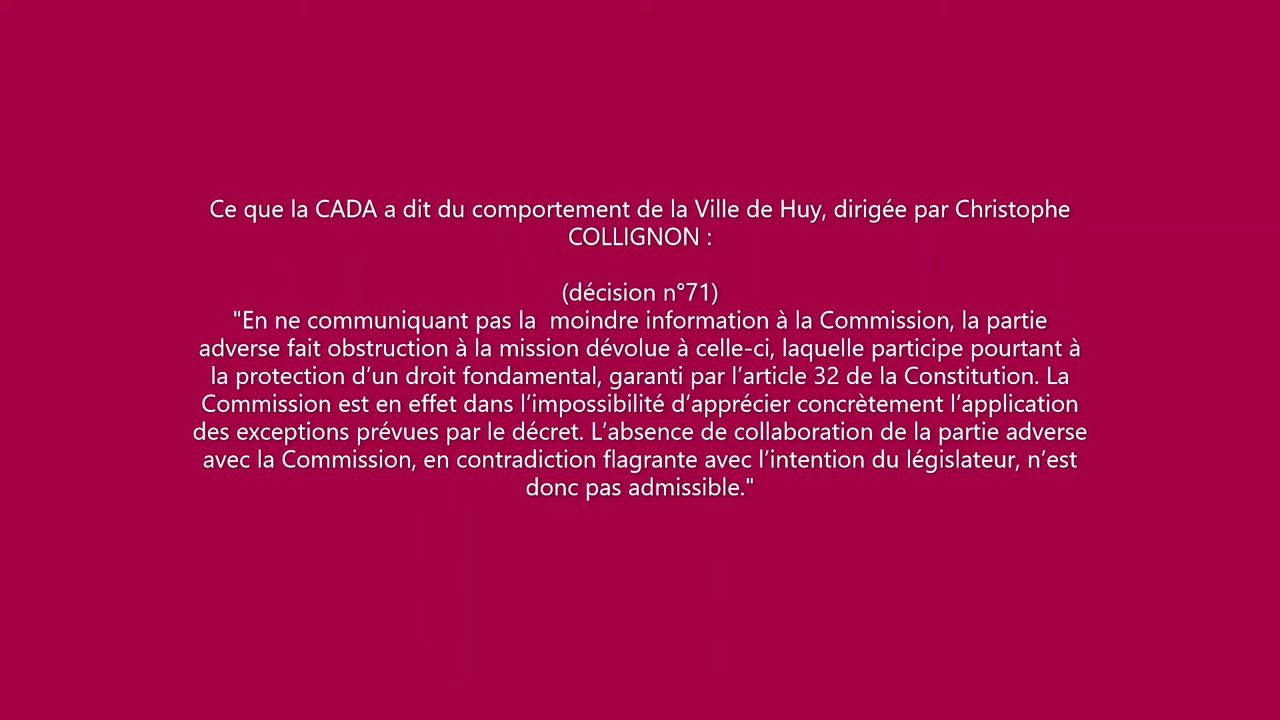 Ce que la CADA a dit du comportement de la Ville de Huy, dirigée par Christophe
COLLIGNON :
(décision n°71)
"En ne communiquant pas la  moindre information à la Commission, la partie
adverse fait obstruction à la mission dévolue à celle-ci, laquelle participe pourtant à
la protection d’un droit fondamental, garanti par l’article 32 de la Constitution. La
Commission est en effet dans l’impossibilité d’apprécier concrètement l’application
des exceptions prévues par le décret. L’absence de collaboration de la partie adverse
avec la Commission, en contradiction flagrante avec l’intention du législateur, n’est
donc pas admissible."